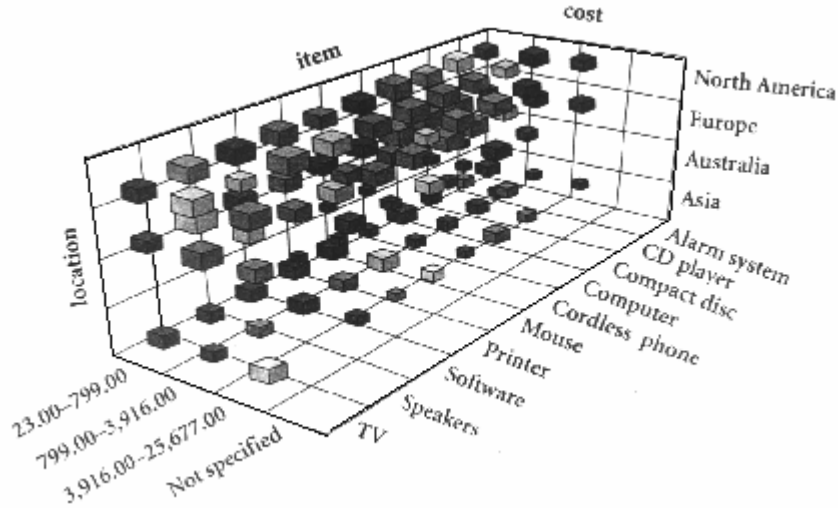 cost
item
North America
Europe
Australia
Asia
location
Alarm system
CD player
Compact disc
Computer
Cordless phone
Mouse
Printer
Software
Speakers
TV
23.00–799.00
799.00–3,916.00
3,916.00–25,677.00
Not specified